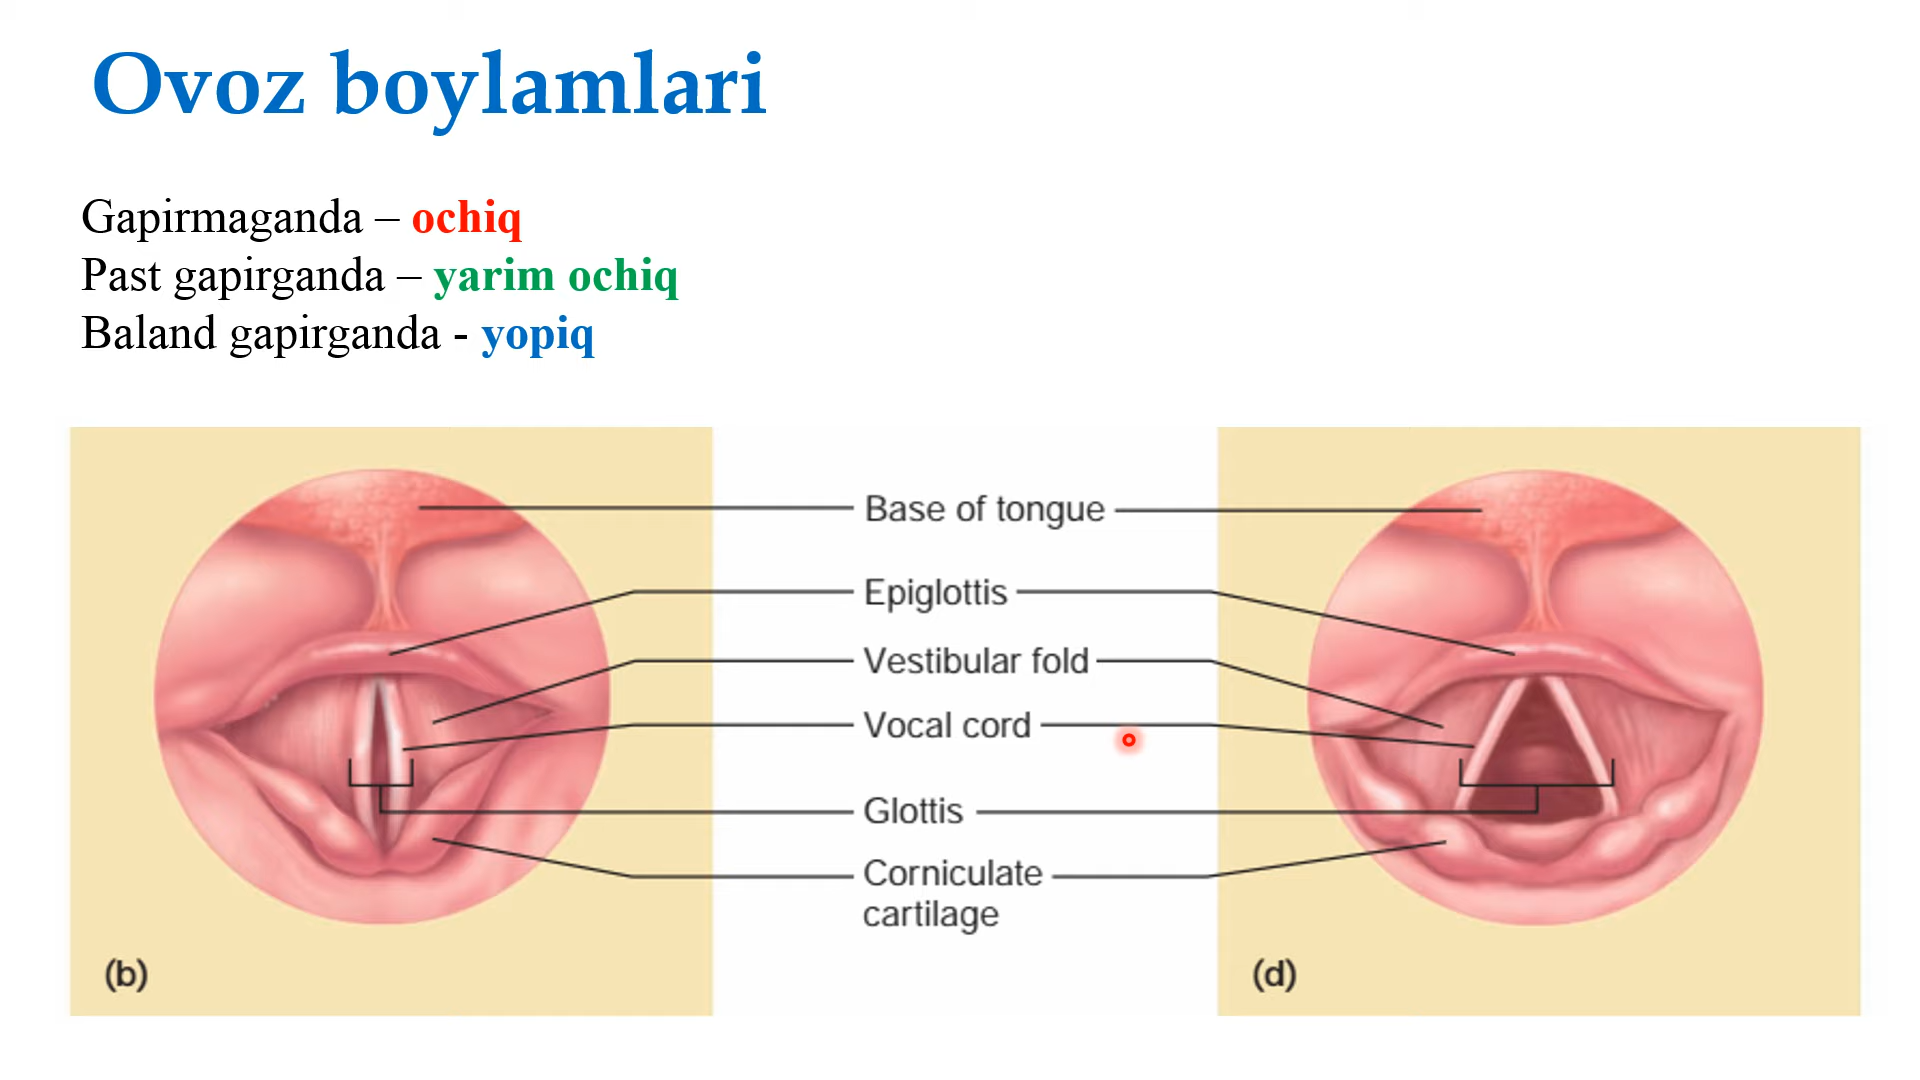 Ovoz boylamlari
Gapirmaganda – ochiq
Past gapirganda – yarim ochiq
Baland gapirganda - yopiq
Base of tongue
Epiglottis
Vestibular fold
Vocal cord
Glottis
Corniculate
cartilage
(b)
(d)